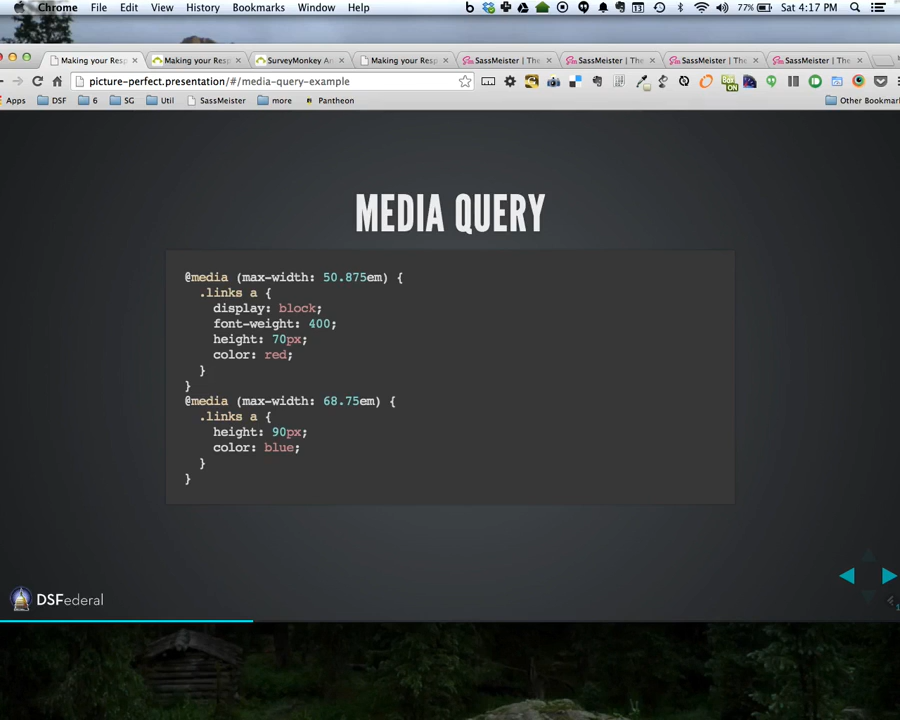 Chrome File Edit View History Bookmarks Window Help 77% Sat 4:17 PM
Making your Resp Making your Resp SurveyMonkey An Making your Resp SassMeister | The SassMeister | The SassMeister | The SassMeister | The
picture-perfect.presentation/#/media-query-example
Apps DSF 6 SG Util SassMeister more Pantheon Other Bookmar
MEDIA QUERY
@media (max-width: 50.875em) {
.links a {
display: block;
font-weight: 400;
height: 70px;
color: red;
}
}
@media (max-width: 68.75em) {
.links a {
height: 90px;
color: blue;
}
}
DSFederal